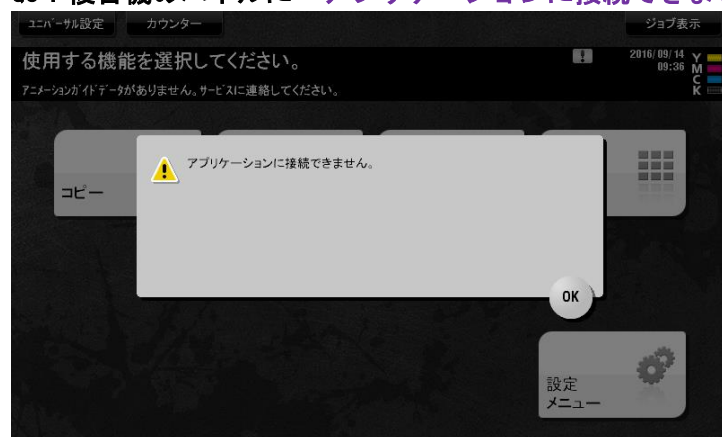 ユニバーサル設定 カウンター ジョブ表示
使用する機能を選択してください。
2016/09/14
09:36
アニメーションガイドデータがありません。サービスに連絡してください。
Y
M
C
K
アプリケーションに接続できません。
コピー
OK
設定
メニュー